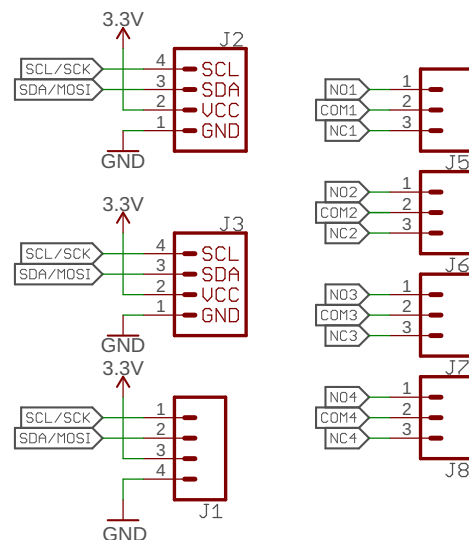 3.3V
J2
SCL/SCK 4 SCL
SDA/MOSI 3 SDA
2 VCC
1 GND
GND
3.3V
J3
SCL/SCK 4 SCL
SDA/MOSI 3 SDA
2 VCC
1 GND
GND
3.3V
SCL/SCK 1
SDA/MOSI 2
3
4
J1
GND
NO1 1
COM1 2
NC1 3
J5
NO2 1
COM2 2
NC2 3
J6
NO3 1
COM3 2
NC3 3
J7
NO4 1
COM4 2
NC4 3
J8